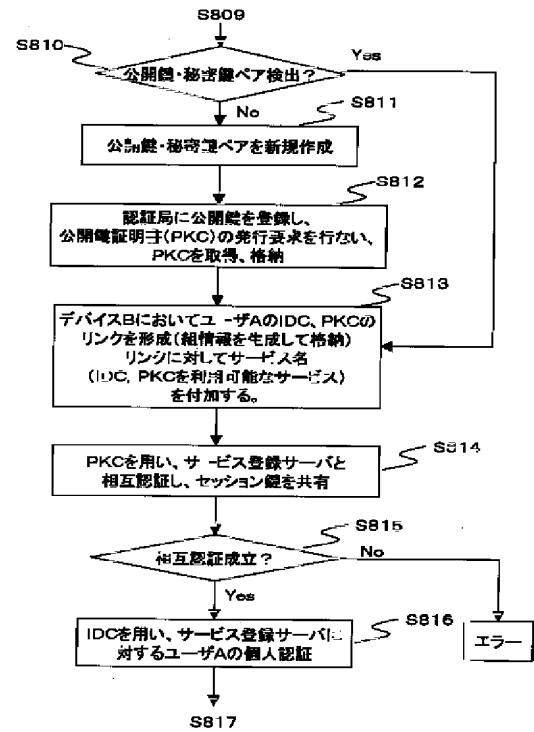 S809
S810
Yes
公開鍵・秘密鍵ペア検出？
No
S811
公開鍵・秘密鍵ペアを新規作成
S812
認証局に公開鍵を登録し、
公開鍵証明書(PKC)の発行要求を行ない、
PKCを取得、格納
S813
デバイスBにおいてユーザAのIDC、PKCの
リンクを形成(組情報を生成して格納)
リンクに対してサービス名
(IDC, PKCを利用可能なサービス)
を付加する。
S814
PKCを用い、サービス登録サーバと
相互認証し、セッション鍵を共有
S815
相互認証成立？
No
Yes
S816
IDCを用い、サービス登録サーバに
対するユーザAの個人認証
エラー
S817